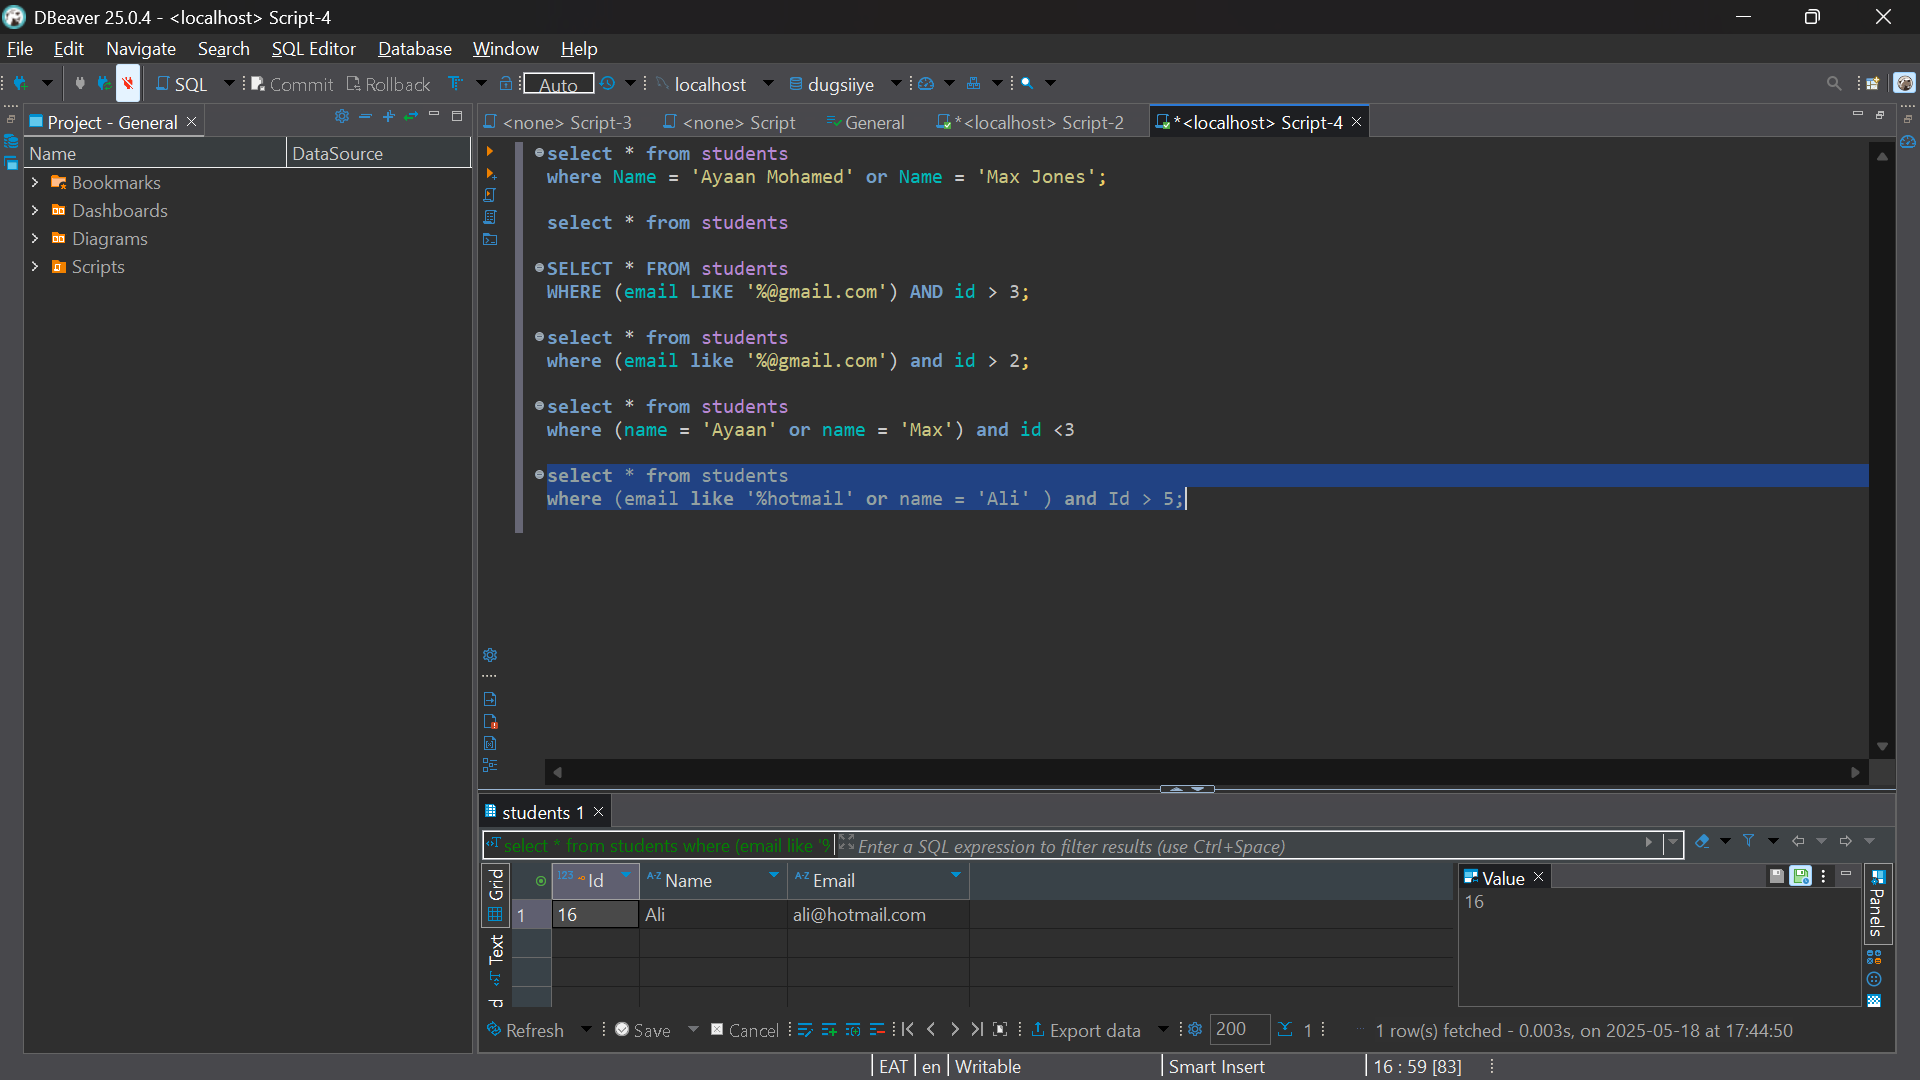 DBeaver 25.0.4 - <localhost> Script-4
File Edit Navigate Search SQL Editor Database Window Help
SQL Commit Rollback Auto localhost dugsiiye
Project - General
Name DataSource
Bookmarks
Dashboards
Diagrams
Scripts
<none> Script-3 <none> Script General *<localhost> Script-2 *<localhost> Script-4
select * from students
where Name = 'Ayaan Mohamed' or Name = 'Max Jones';
select * from students
SELECT * FROM students
WHERE (email LIKE '%@gmail.com') AND id > 3;
select * from students
where (email like '%@gmail.com') and id > 2;
select * from students
where (name = 'Ayaan' or name = 'Max') and id <3
select * from students
where (email like '%hotmail' or name = 'Ali' ) and Id > 5;
students 1
select * from students where (email like '% Enter a SQL expression to filter results (use Ctrl+Space)
Grid
Text
123 Id A-Z Name A-Z Email
1 16 Ali ali@hotmail.com
Value
16
Panels
Refresh Save Cancel Export data 200 1 1 row(s) fetched - 0.003s, on 2025-05-18 at 17:44:50
EAT en Writable Smart Insert 16 : 59 [83]